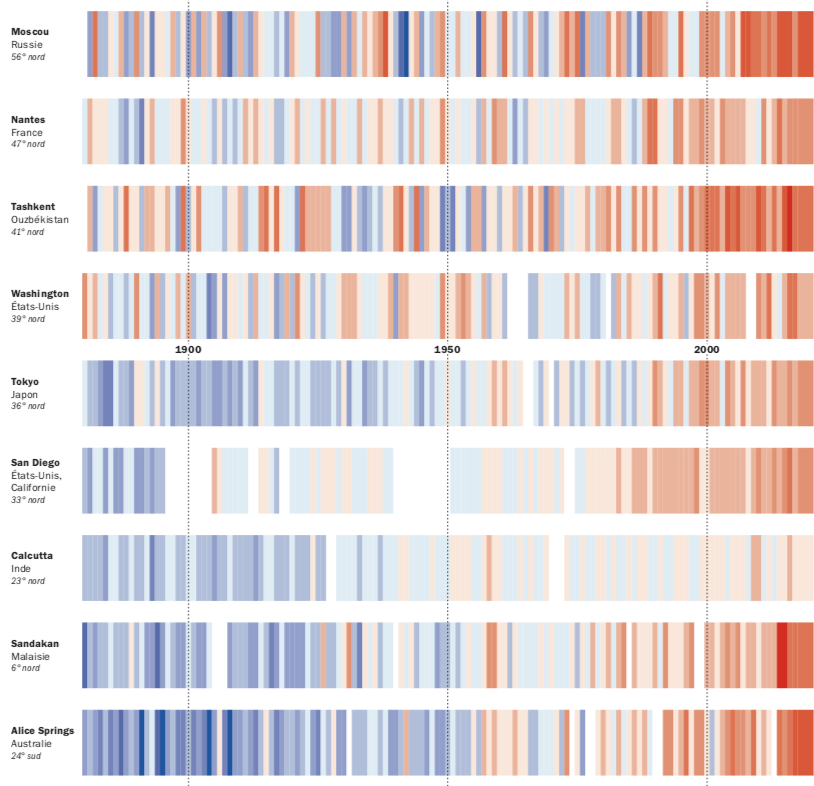 Moscou
Russie
56° nord
Nantes
France
47° nord
Tashkent
Ouzbékistan
41° nord
Washington
États-Unis
39° nord
1900 1950 2000
Tokyo
Japon
36° nord
San Diego
États-Unis,
Californie
33° nord
Calcutta
Inde
23° nord
Sandakan
Malaisie
6° nord
Alice Springs
Australie
24° sud